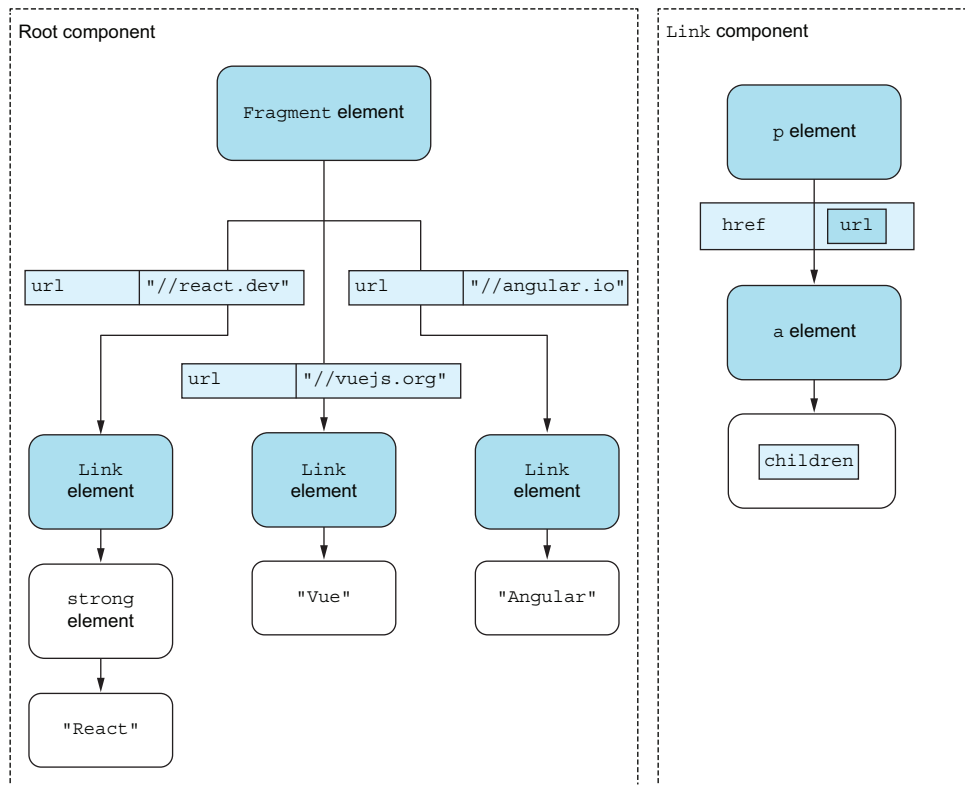 Root component
Fragment element
url "//react.dev"
url "//angular.io"
url "//vuejs.org"
Link
element
Link
element
Link
element
strong
element
"Vue"
"Angular"
"React"
Link component
p element
href url
a element
children